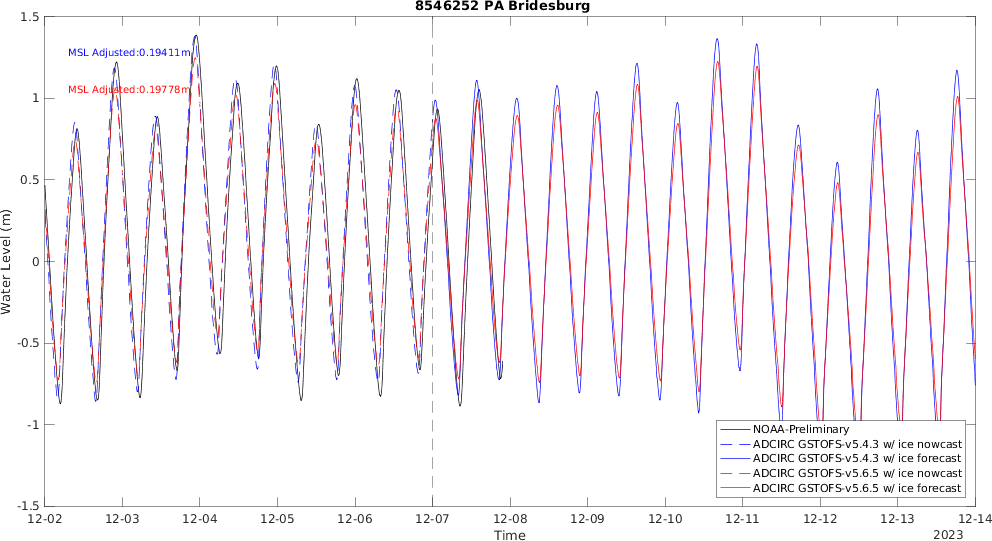 8546252 PA Bridesburg
1.5
1
0.5
0
-0.5
-1
-1.5
Water Level (m)
MSL Adjusted:0.19411m
MSL Adjusted:0.19778m
NOAA-Preliminary
ADCIRC GSTOFS-v5.4.3 w/ ice nowcast
ADCIRC GSTOFS-v5.4.3 w/ ice forecast
ADCIRC GSTOFS-v5.6.5 w/ ice nowcast
ADCIRC GSTOFS-v5.6.5 w/ ice forecast
12-02 12-03 12-04 12-05 12-06 12-07 12-08 12-09 12-10 12-11 12-12 12-13 12-14
Time
2023